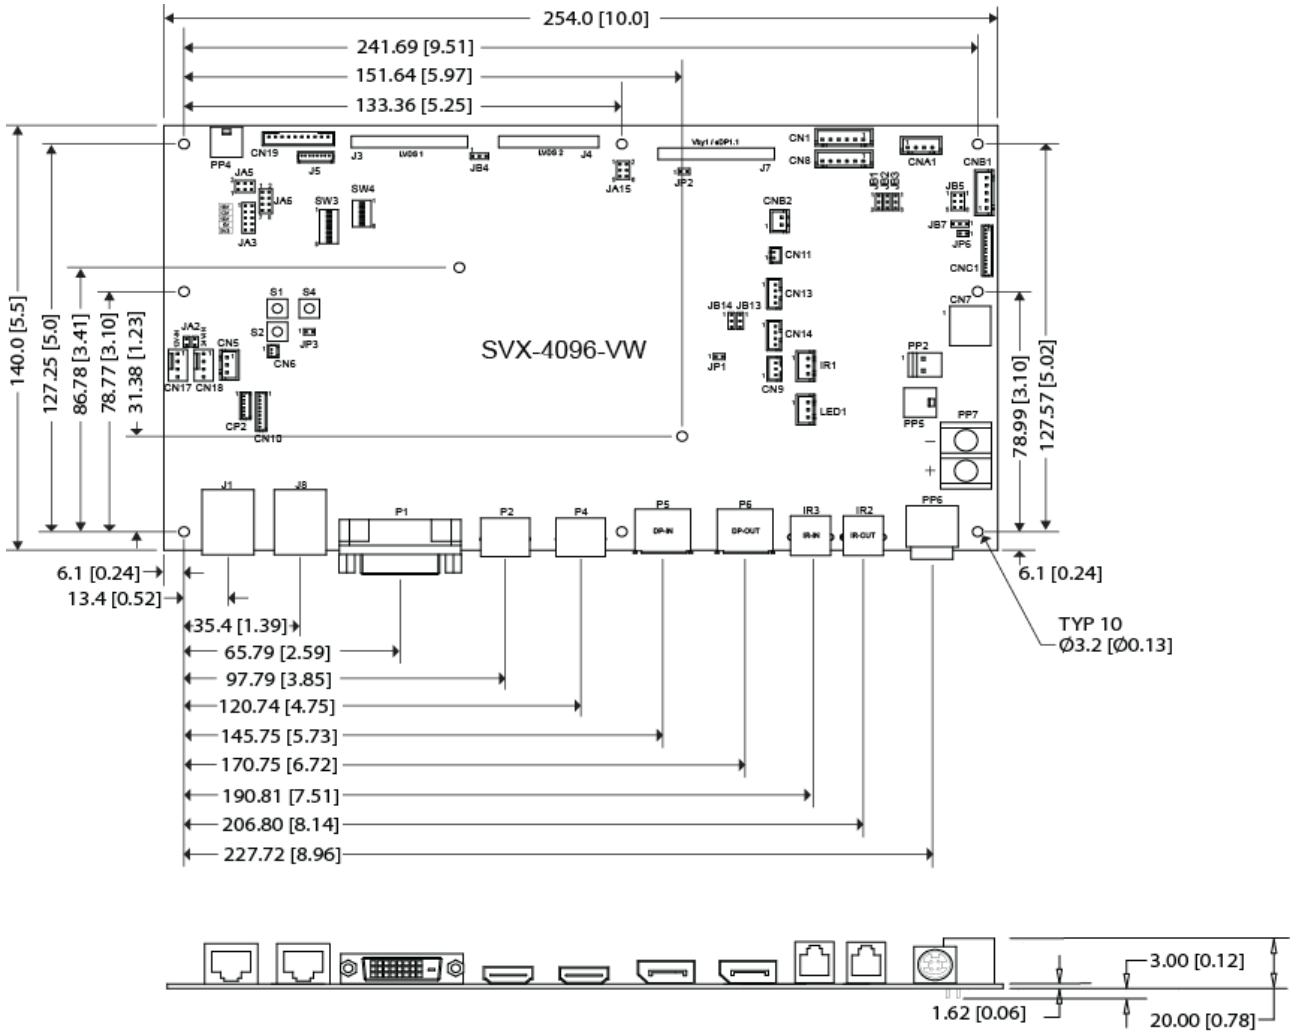 254.0 [10.0]
241.69 [9.51]
151.64 [5.97]
133.36 [5.25]
140.0 [5.5]
127.25 [5.0]
86.78 [3.41]
78.77 [3.10]
31.38 [1.23]
PP4
CN19
J5
J3
LVDS 1
JB4
LVDS 2
J4
JA15
Vby1 / eDP1.1
J7
JP2
CN1
CN8
CNA1
CNB1
JB1
JB2
JB3
JB5
JB7
JP6
CNC1
JA5
JA6
JA3
SW3
SW4
CNB2
CN11
CN13
CN14
JB14
JB13
JP1
CN9
IR1
LED1
S1
S4
S2
JP3
CN6
JA2
CN5
CN17
CN18
CP2
CN10
SVX-4096-VW
CN7
PP2
PP5
PP7
−
+
78.99 [3.10]
127.57 [5.02]
J1
J8
P1
P2
P4
P5
DP-IN
P6
DP-OUT
IR3
IR-IN
IR2
IR-OUT
PP6
6.1 [0.24]
13.4 [0.52]
35.4 [1.39]
65.79 [2.59]
97.79 [3.85]
120.74 [4.75]
145.75 [5.73]
170.75 [6.72]
190.81 [7.51]
206.80 [8.14]
227.72 [8.96]
6.1 [0.24]
TYP 10
Ø3.2 [Ø0.13]
3.00 [0.12]
1.62 [0.06]
20.00 [0.78]